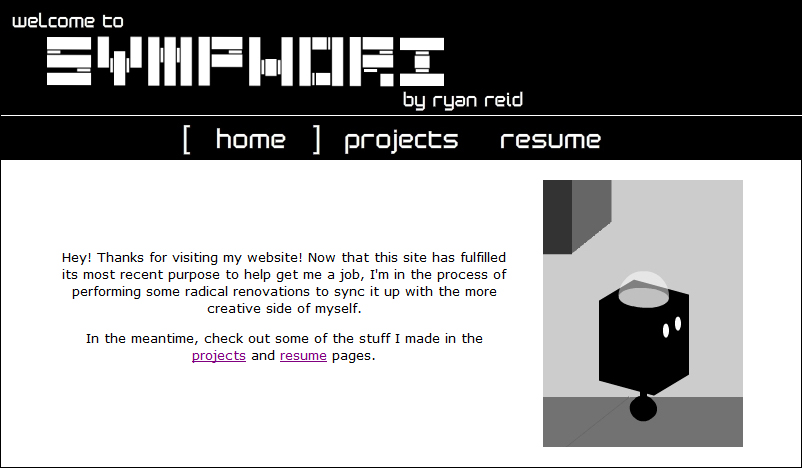 welcome to
SYMPHORI
by ryan reid
[ home ] projects resume
Hey! Thanks for visiting my website! Now that this site has fulfilled
its most recent purpose to help get me a job, I'm in the process of
performing some radical renovations to sync it up with the more
creative side of myself.
In the meantime, check out some of the stuff I made in the
projects and resume pages.